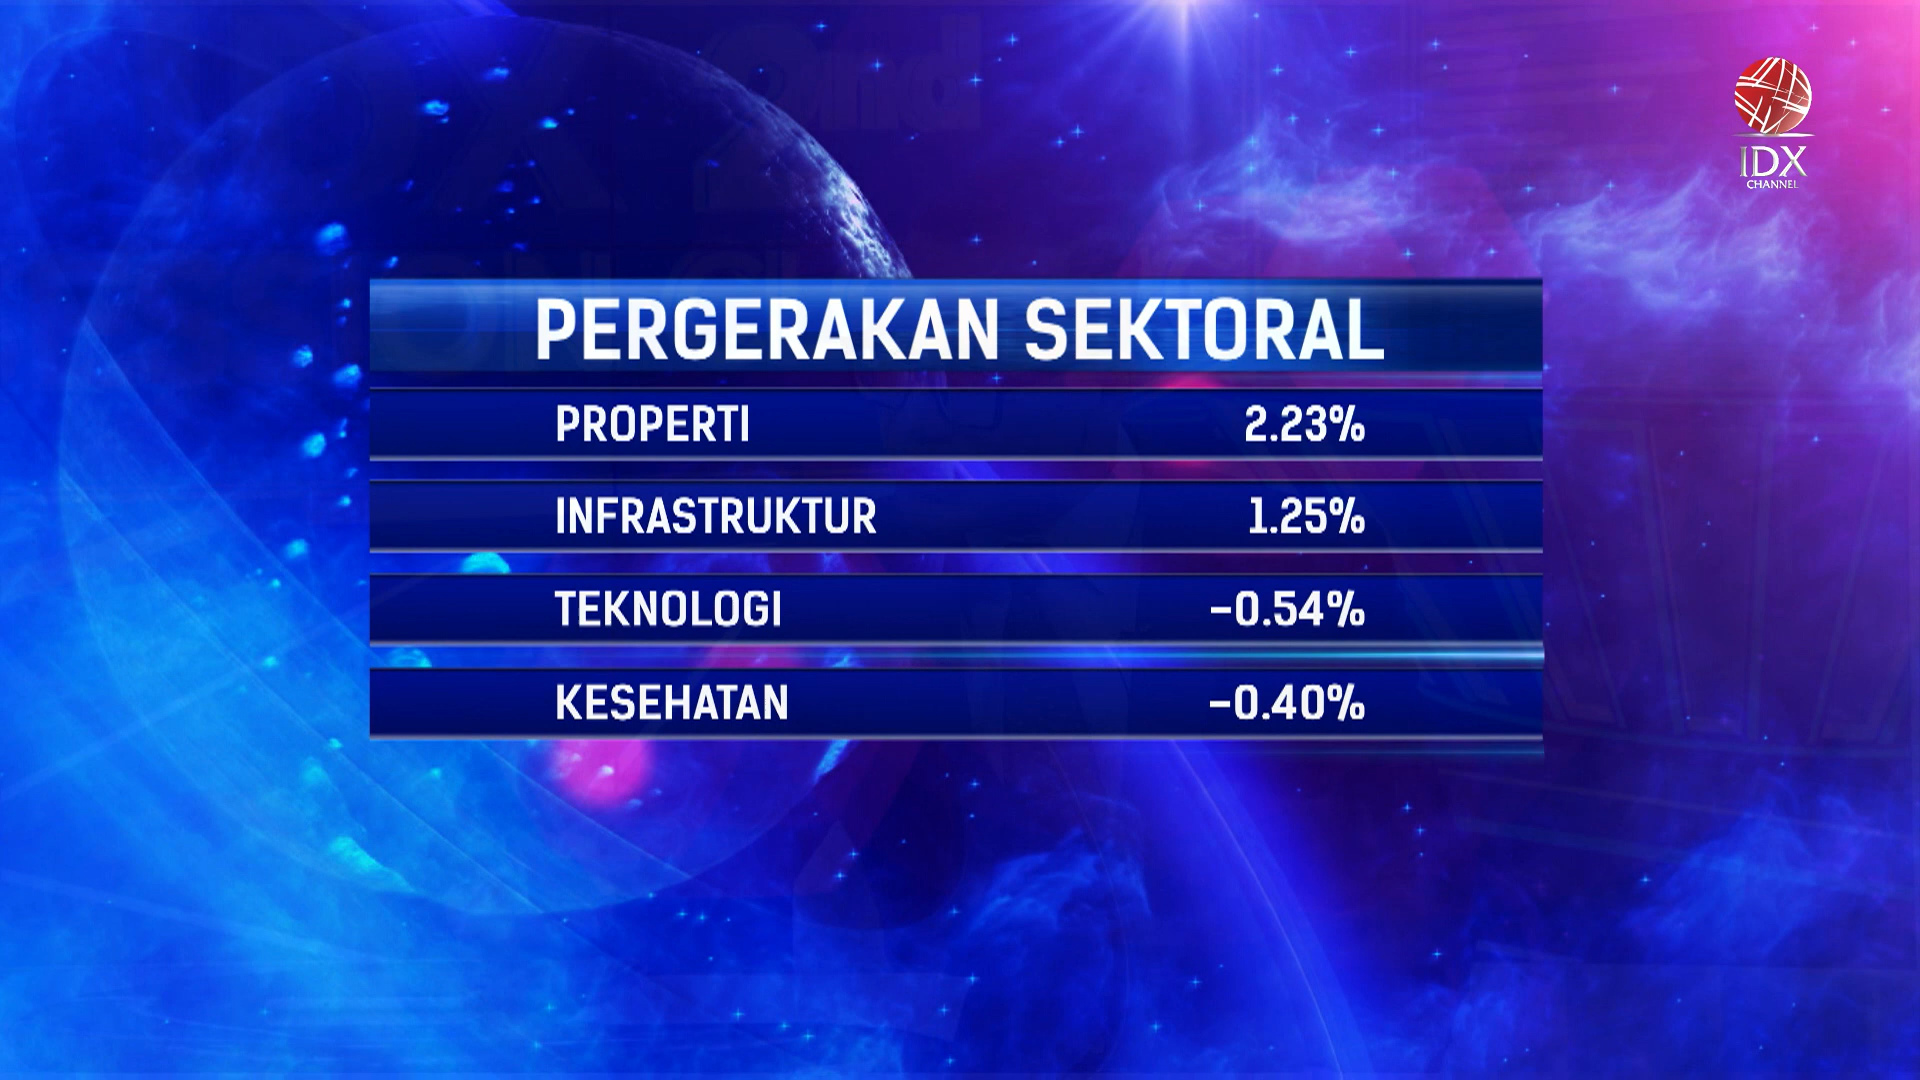 IDX
CHANNEL
PERGERAKAN SEKTORAL
PROPERTI 2.23%
INFRASTRUKTUR 1.25%
TEKNOLOGI -0.54%
KESEHATAN -0.40%